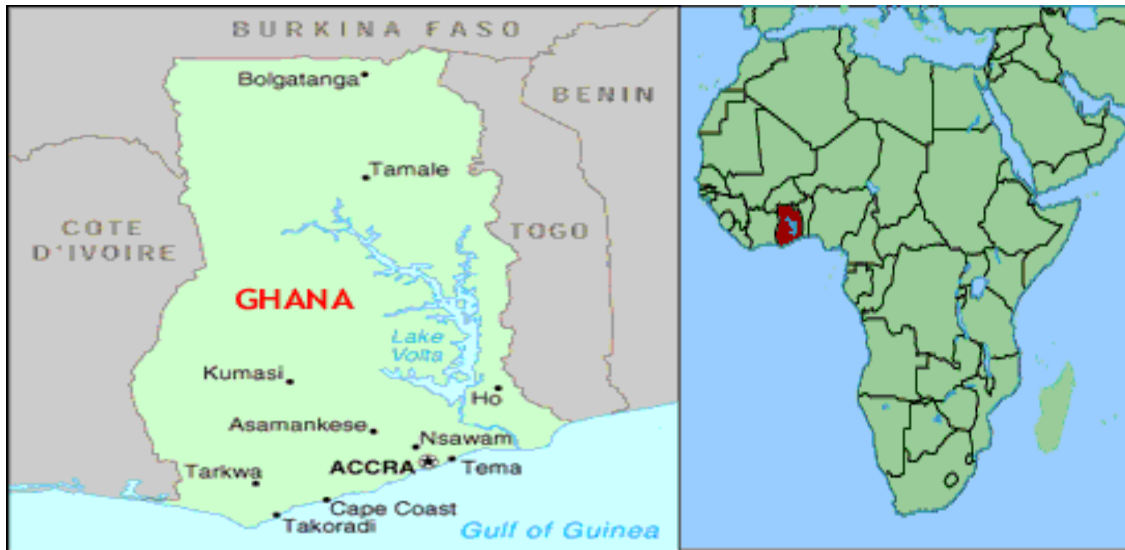 BURKINA FASO
Bolgatanga
BENIN
Tamale
COTE
D'IVOIRE
TOGO
GHANA
Lake
Volts
Kumasi
Ho
Asamankese
Nsawam
ACCRA
Tema
Tarkwa
Cape Coast
Takoradi
Gulf of Guinea